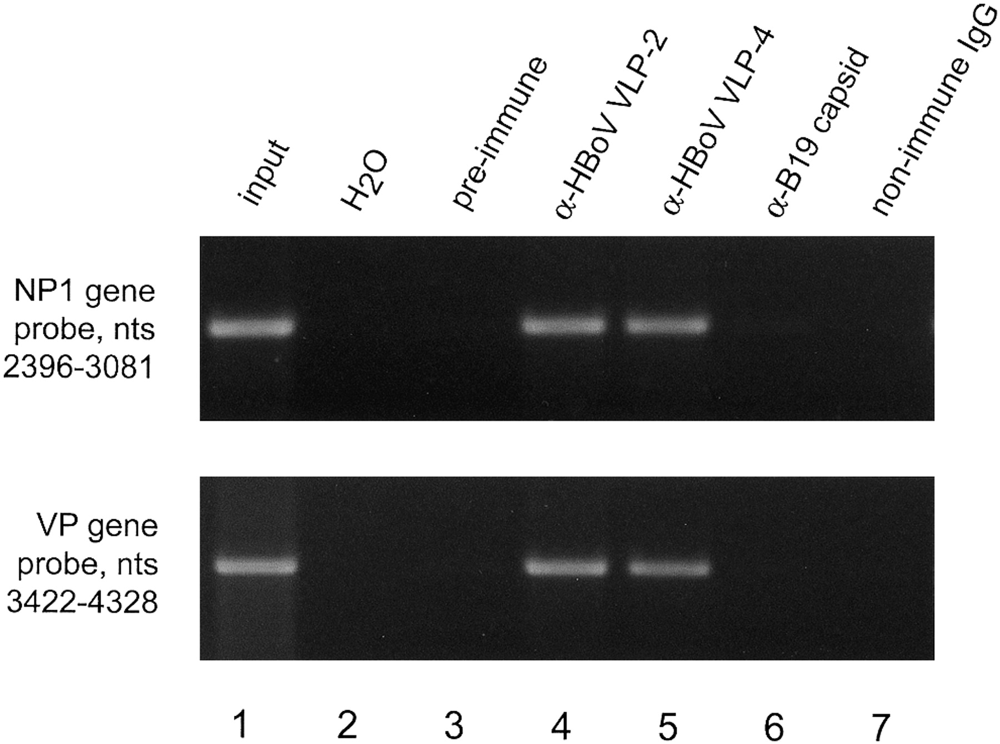 input
H2O
pre-immune
α-HBoV VLP-2
α-HBoV VLP-4
α-B19 capsid
non-immune IgG
NP1 gene
probe, nts
2396-3081
VP gene
probe, nts
3422-4328
1 2 3 4 5 6 7